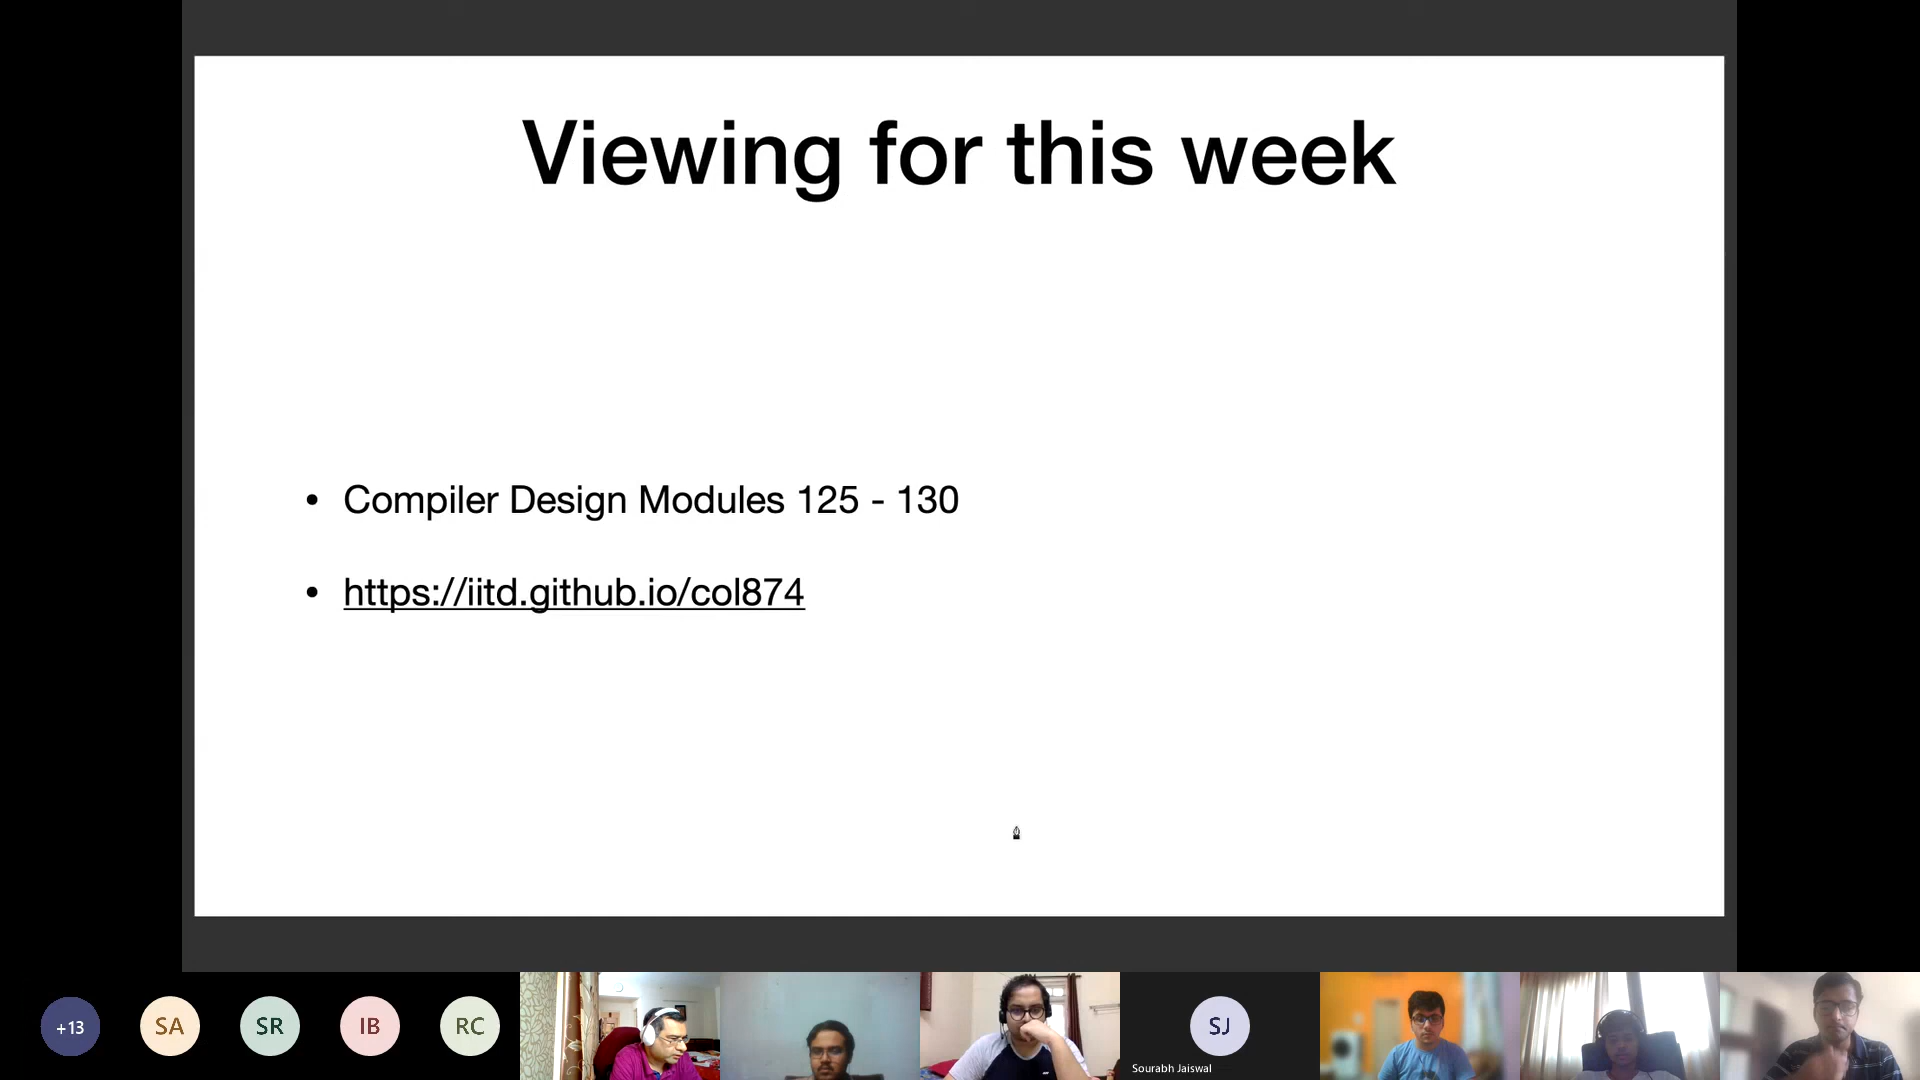 Viewing for this week
• Compiler Design Modules 125 - 130
• https://iitd.github.io/col874
+13
SA
SR
IB
RC
SJ
Sourabh Jaiswal